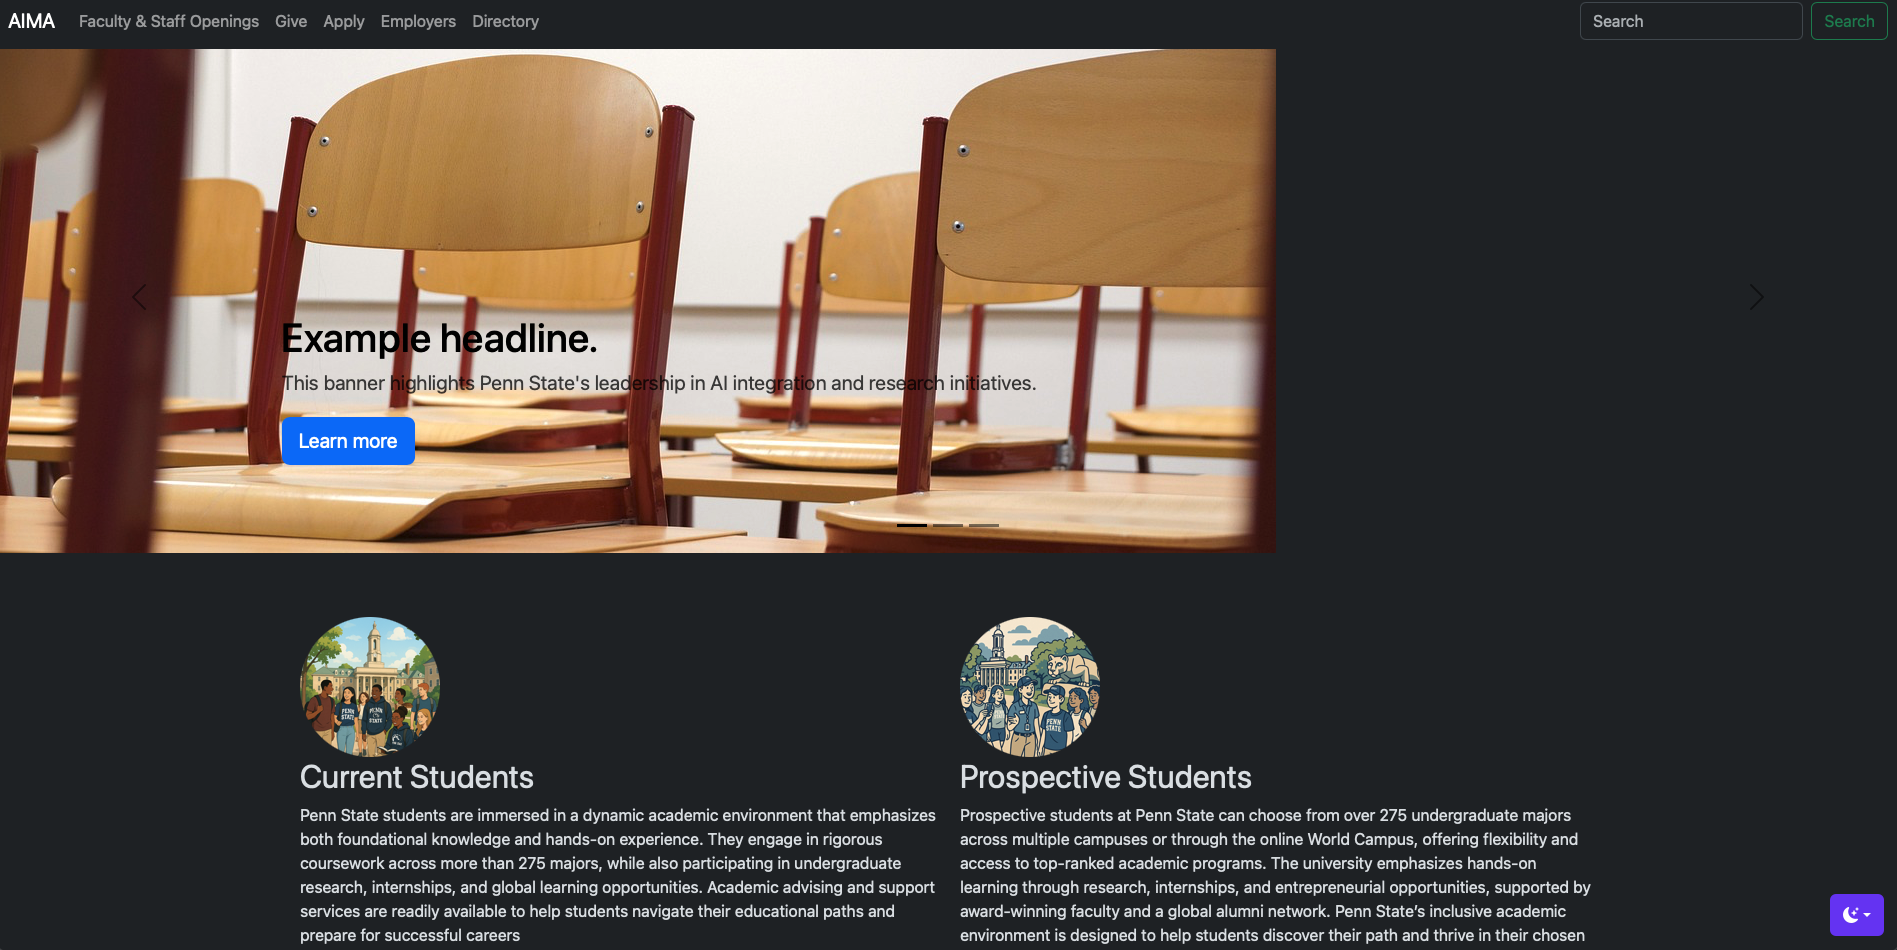 AIMA Faculty & Staff Openings Give Apply Employers Directory Search Search
Example headline.
This banner highlights Penn State's leadership in AI integration and research initiatives.
Learn more
PENN STATE
PENN STATE
PENN STATE
Current Students
Penn State students are immersed in a dynamic academic environment that emphasizes
both foundational knowledge and hands-on experience. They engage in rigorous
coursework across more than 275 majors, while also participating in undergraduate
research, internships, and global learning opportunities. Academic advising and support
services are readily available to help students navigate their educational paths and
prepare for successful careers
Prospective Students
Prospective students at Penn State can choose from over 275 undergraduate majors
across multiple campuses or through the online World Campus, offering flexibility and
access to top-ranked academic programs. The university emphasizes hands-on
learning through research, internships, and entrepreneurial opportunities, supported by
award-winning faculty and a global alumni network. Penn State’s inclusive academic
environment is designed to help students discover their path and thrive in their chosen